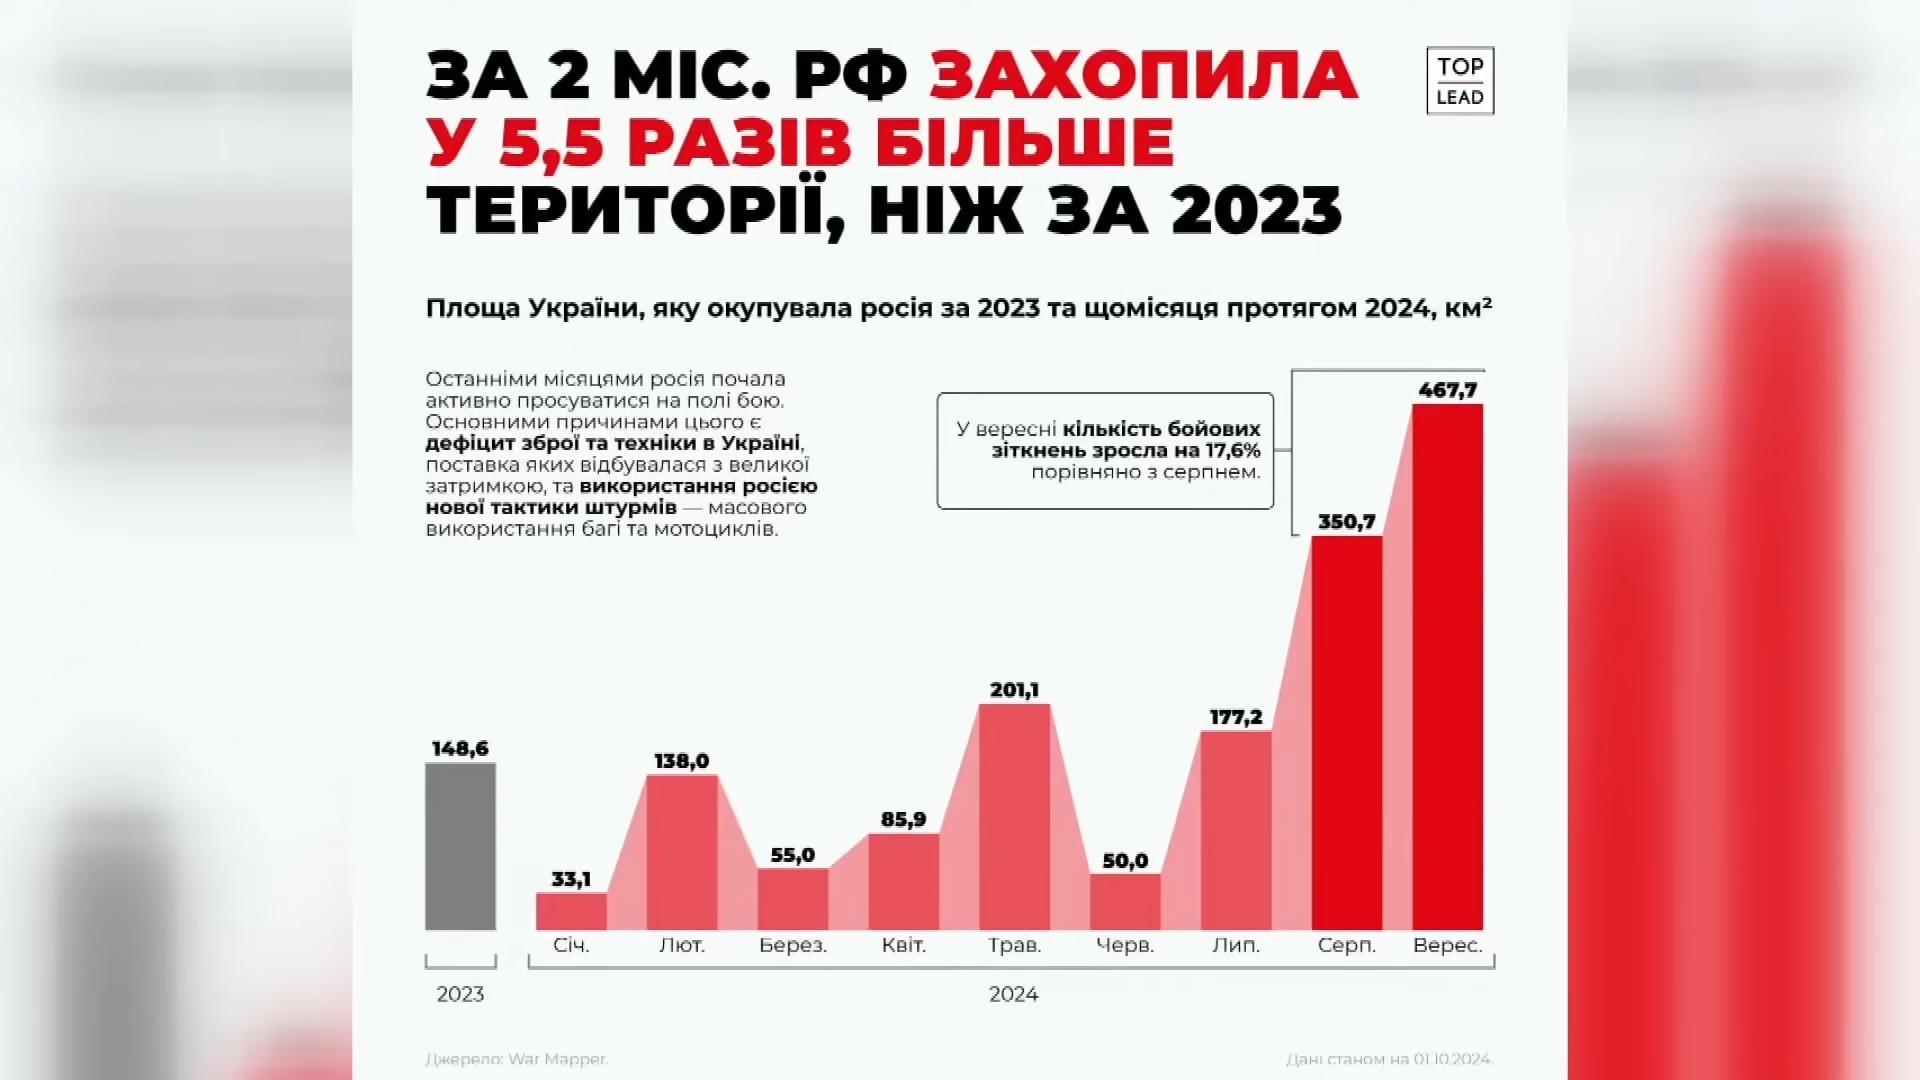 ЗА 2 МІС. РФ ЗАХОПИЛА
У 5,5 РАЗІВ БІЛЬШЕ
ТЕРИТОРІЇ, НІЖ ЗА 2023
TOP
LEAD
Площа України, яку окупувала росія за 2023 та щомісяця протягом 2024, км²
Останніми місяцями росія почала
активно просуватися на полі бою.
Основними причинами цього є
дефіцит зброї та техніки в Україні,
поставка яких відбувалася з великої
затримкою, та використання росією
нової тактики штурмів — масового
використання багі та мотоциклів.
У вересні кількість бойових
зіткнень зросла на 17,6%
порівняно з серпнем.
467,7
350,7
201,1
177,2
148,6
138,0
85,9
55,0
50,0
33,1
Січ. Лют. Берез. Квіт. Трав. Черв. Лип. Серп. Верес.
2023 2024
Джерело: War Mapper. Дані станом на 01.10.2024.